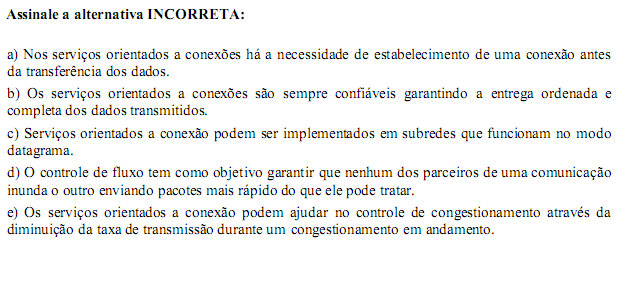 Assinale a alternativa INCORRETA:
a) Nos serviços orientados a conexões há a necessidade de estabelecimento de uma conexão antes
da transferência dos dados.
b) Os serviços orientados a conexões são sempre confiáveis garantindo a entrega ordenada e
completa dos dados transmitidos.
c) Serviços orientados a conexão podem ser implementados em subredes que funcionam no modo
datagrama.
d) O controle de fluxo tem como objetivo garantir que nenhum dos parceiros de uma comunicação
inunda o outro enviando pacotes mais rápido do que ele pode tratar.
e) Os serviços orientados a conexão podem ajudar no controle de congestionamento através da
diminuição da taxa de transmissão durante um congestionamento em andamento.